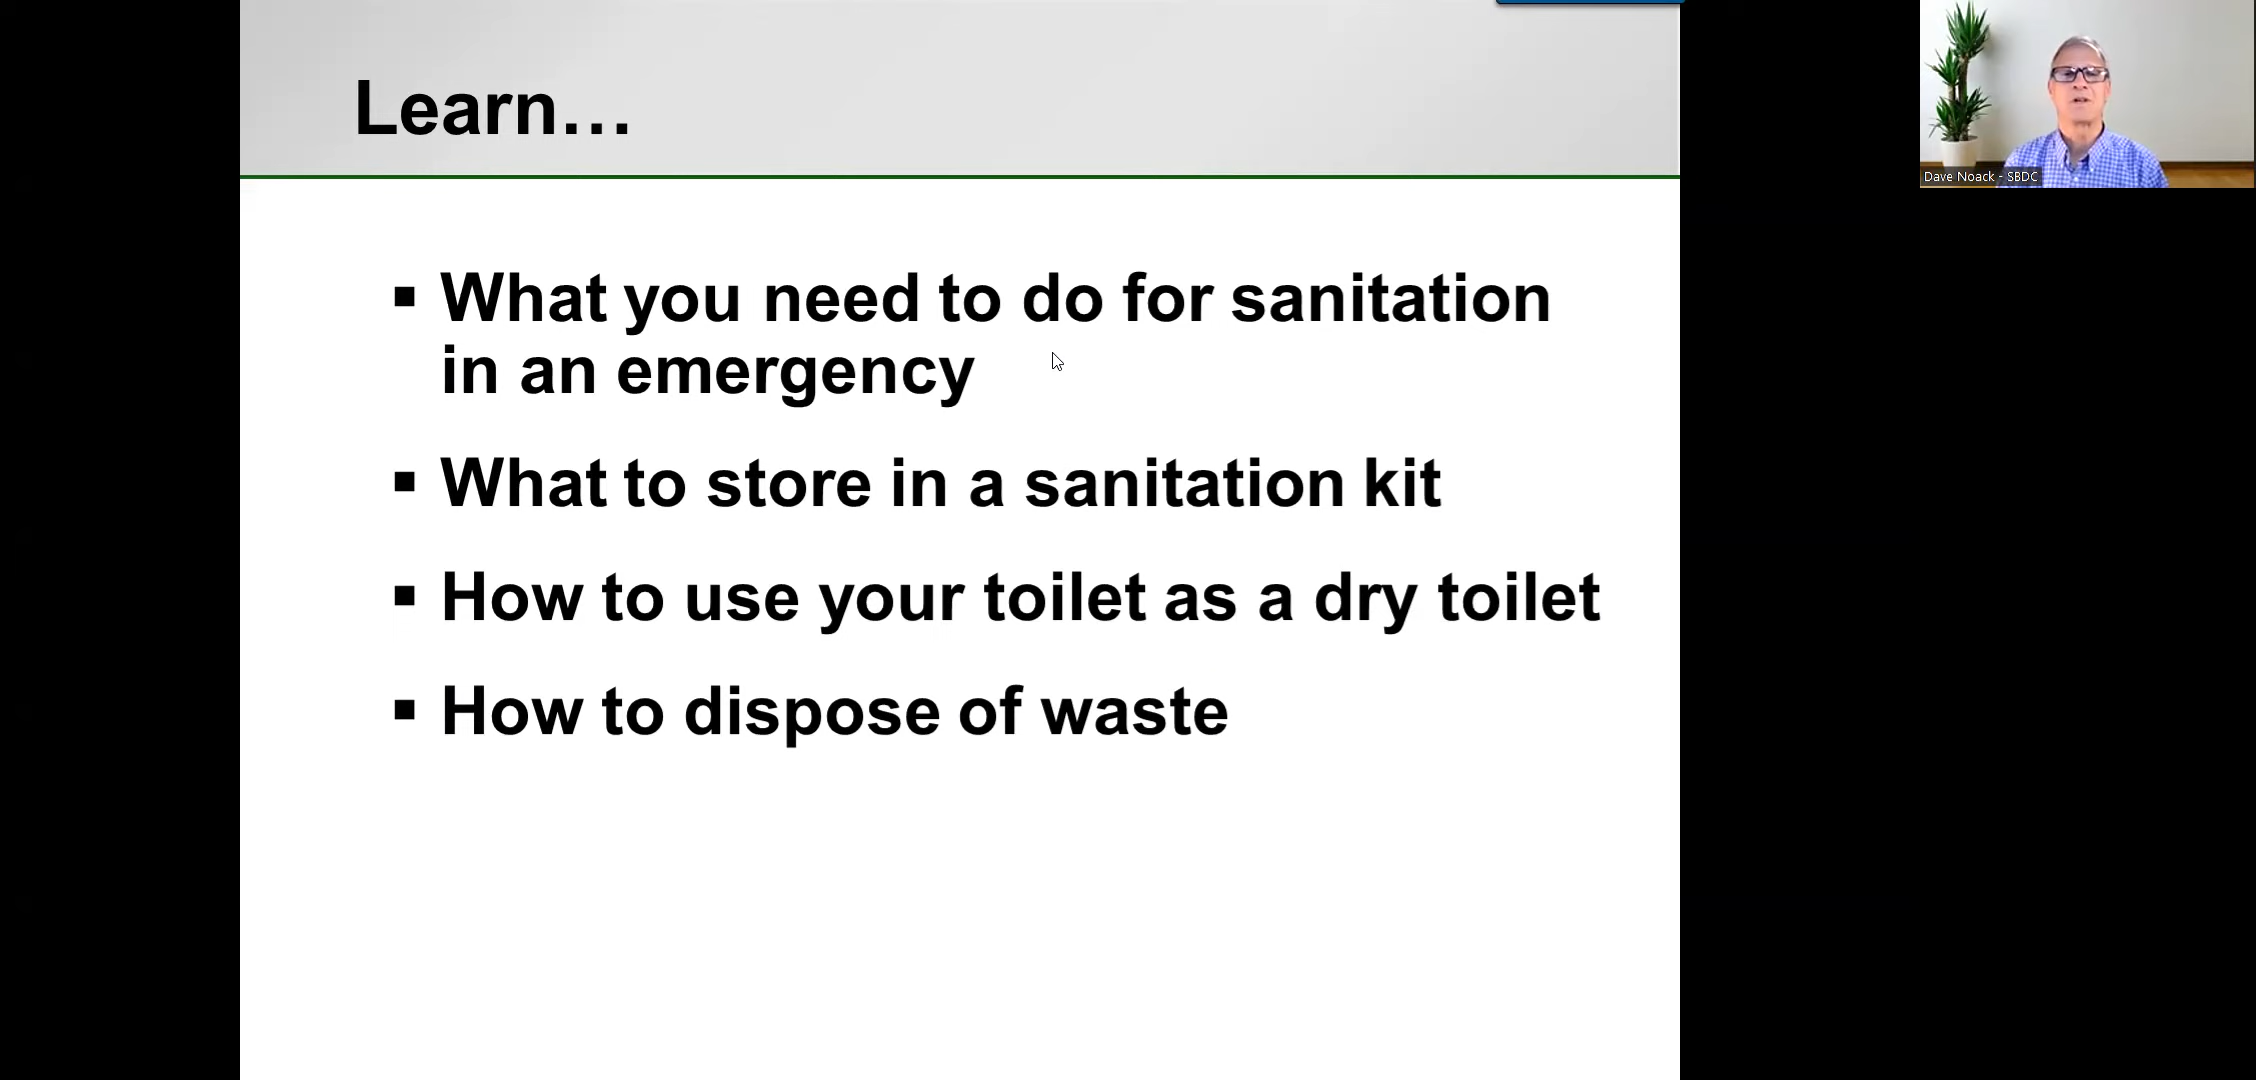 Learn…
▪ What you need to do for sanitation
in an emergency
▪ What to store in a sanitation kit
▪ How to use your toilet as a dry toilet
▪ How to dispose of waste
Dave Noack - SBDC